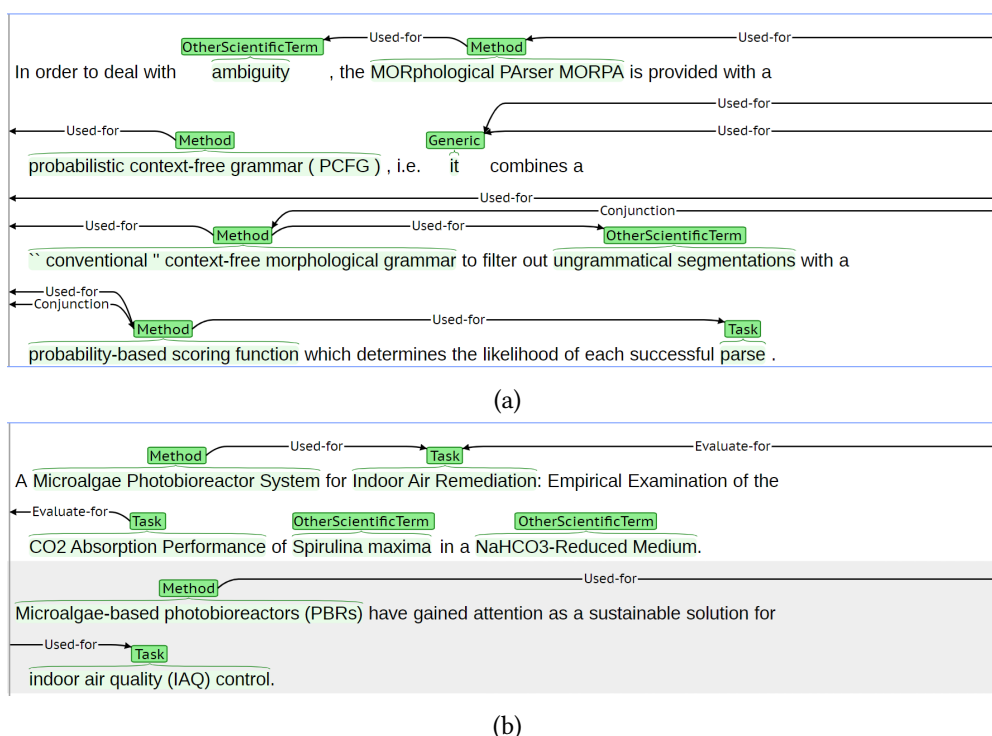 Used-for Used-for
OtherScientificTerm Method
In order to deal with ambiguity , the MORphological PArser MORPA is provided with a
Used-for
Used-for Used-for
Method Generic
probabilistic context-free grammar ( PCFG ) , i.e. it combines a
Used-for
Conjunction
Used-for Used-for
Method OtherScientificTerm
`` conventional '' context-free morphological grammar to filter out ungrammatical segmentations with a
Used-for
Conjunction
Used-for
Method Task
probability-based scoring function which determines the likelihood of each successful parse .
(a)
Used-for Evaluate-for
Method Task
A Microalgae Photobioreactor System for Indoor Air Remediation: Empirical Examination of the
Evaluate-for
Task OtherScientificTerm OtherScientificTerm
CO2 Absorption Performance of Spirulina maxima in a NaHCO3-Reduced Medium.
Used-for
Method
Microalgae-based photobioreactors (PBRs) have gained attention as a sustainable solution for
Used-for
Task
indoor air quality (IAQ) control.
(b)